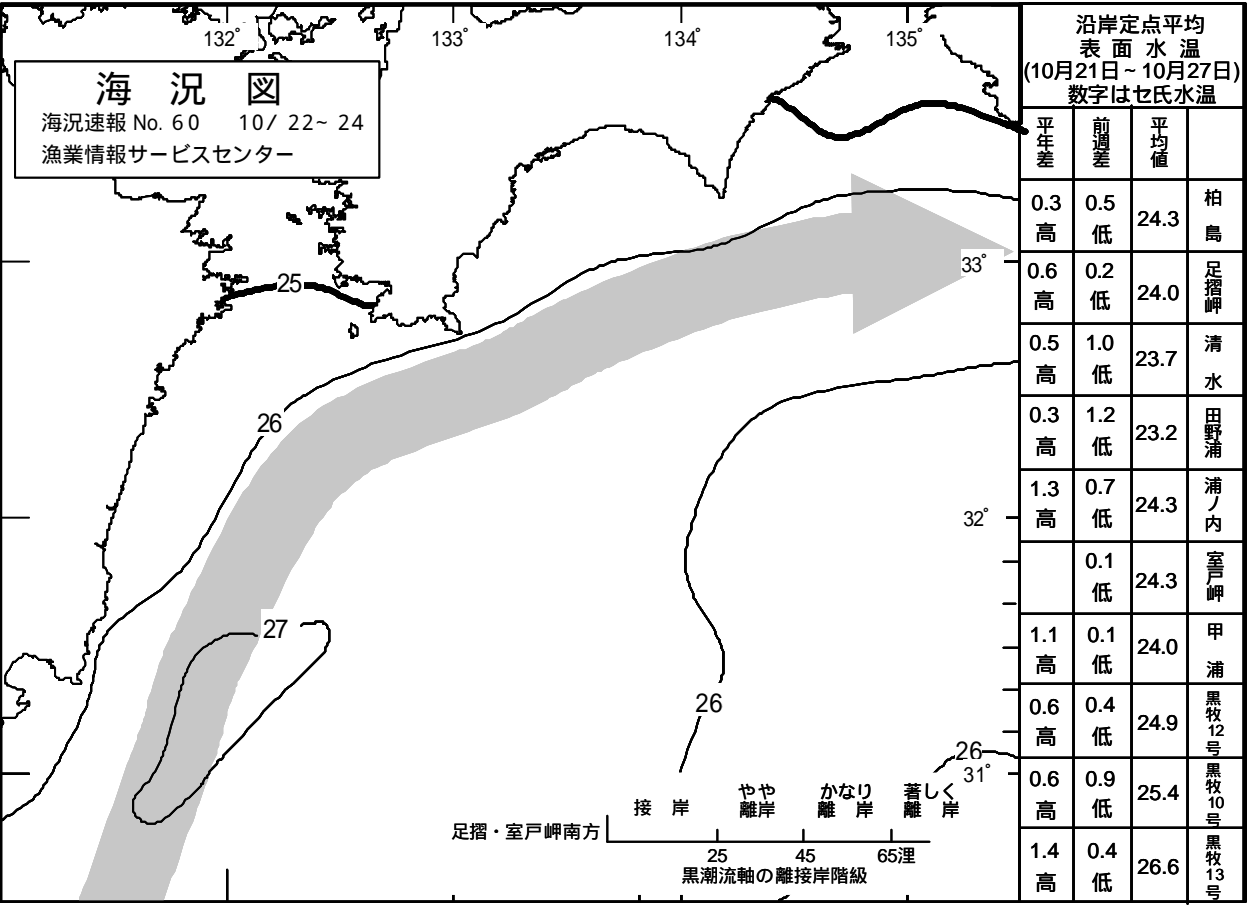 132°
133°
134°
135°
海 況 図
海況速報 No. 60 10/ 22~ 24
漁業情報サービスセンター
25
33°
26
32°
27
26
26
31°
接 岸
やや
離岸
かなり
離 岸
著しく
離 岸
足摺・室戸岬南方
25 45 65浬
黒潮流軸の離接岸階級
沿岸定点平均
表 面 水 温
(10月21日~10月27日)
数字はセ氏水温
平年差 前週差 平均値
0.3高 0.5低 24.3 柏島
0.6高 0.2低 24.0 足摺岬
0.5高 1.0低 23.7 清水
0.3高 1.2低 23.2 田野浦
1.3高 0.7低 24.3 浦ノ内
0.1低 24.3 室戸岬
1.1高 0.1低 24.0 甲浦
0.6高 0.4低 24.9 黒牧12号
0.6高 0.9低 25.4 黒牧10号
1.4高 0.4低 26.6 黒牧13号